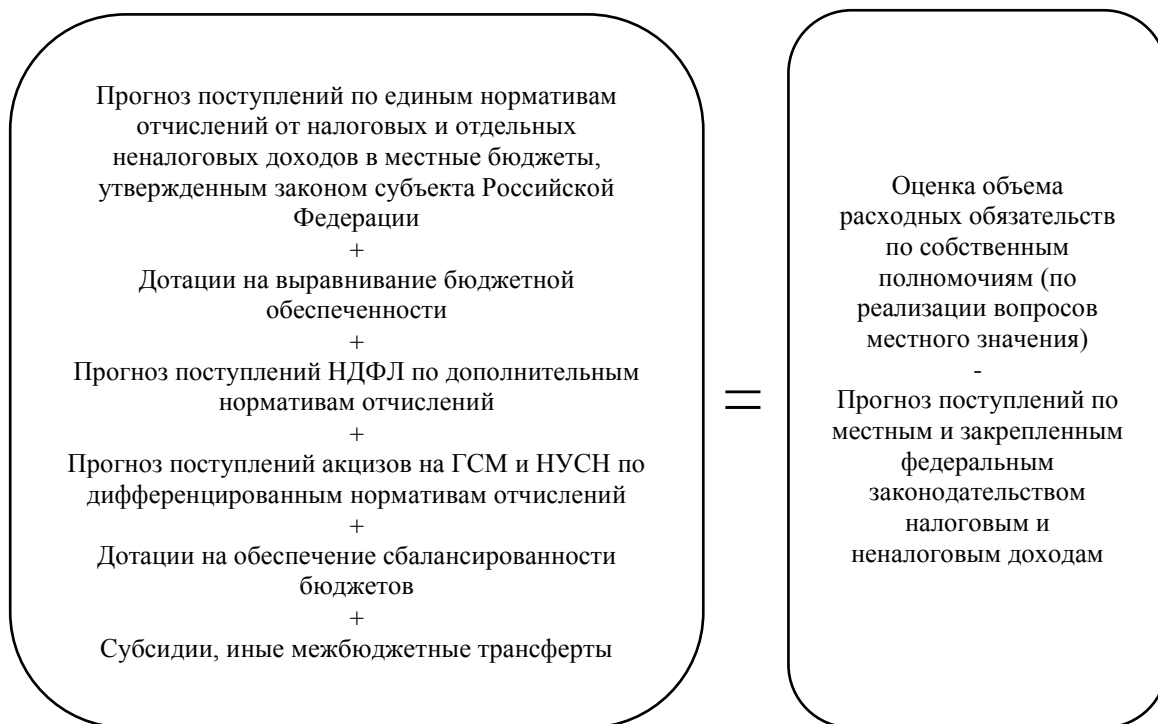 Прогноз поступлений по единым нормативам
отчислений от налоговых и отдельных
неналоговых доходов в местные бюджеты,
утвержденным законом субъекта Российской
Федерации
+
Дотации на выравнивание бюджетной
обеспеченности
+
Прогноз поступлений НДФЛ по дополнительным
нормативам отчислений
+
Прогноз поступлений акцизов на ГСМ и НУСН по
дифференцированным нормативам отчислений
+
Дотации на обеспечение сбалансированности
бюджетов
+
Субсидии, иные межбюджетные трансферты
=
Оценка объема
расходных обязательств
по собственным
полномочиям (по
реализации вопросов
местного значения)
-
Прогноз поступлений по
местным и закрепленным
федеральным
законодательством
налоговым и
неналоговым доходам